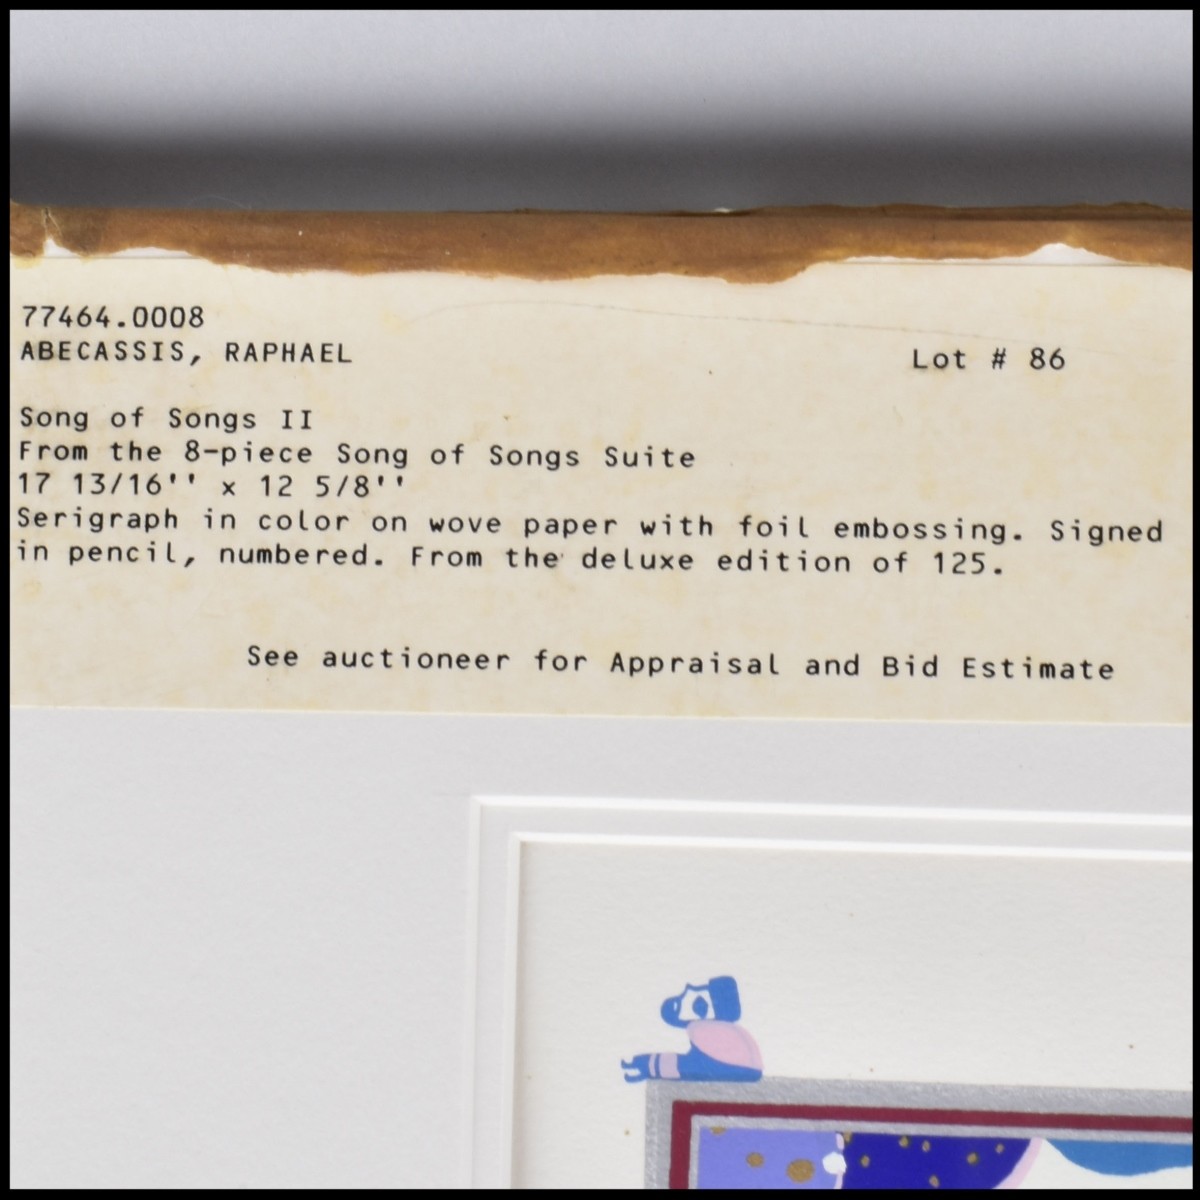 77464.0008
ABECASSIS, RAPHAEL
Lot # 86
Song of Songs II
From the 8-piece Song of Songs Suite
17 13/16'' x 12 5/8''
Serigraph in color on wove paper with foil embossing. Signed
in pencil, numbered. From the deluxe edition of 125.
See auctioneer for Appraisal and Bid Estimate